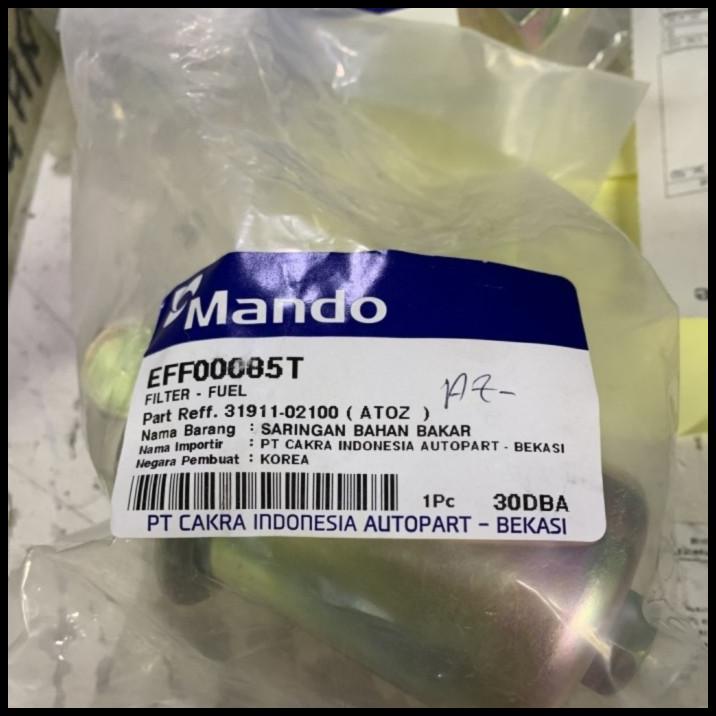 Mando
EFF00085T
FILTER - FUEL
Part Reff. 31911-02100 ( ATOZ )
Nama Barang : SARINGAN BAHAN BAKAR
Nama Importir : PT CAKRA INDONESIA AUTOPART - BEKASI
Negara Pembuat : KOREA
1Pc 30DBA
PT CAKRA INDONESIA AUTOPART – BEKASI